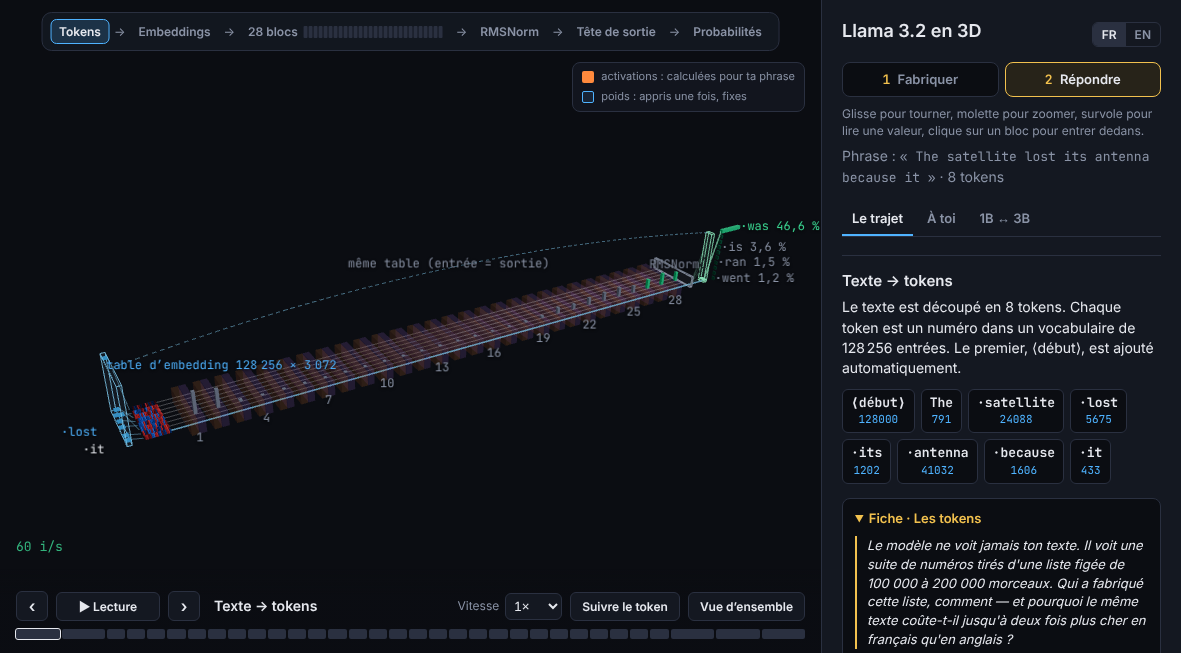 Tokens → Embeddings → 28 blocs → RMSNorm → Tête de sortie → Probabilités
activations : calculées pour ta phrase
poids : appris une fois, fixes
·was 46,6 %
même table (entrée = sortie)
·is 3,6 %
RMSNorm
·ran 1,5 %
·went 1,2 %
28
25
22
19
16
13
10
7
4
1
table d’embedding 128 256 × 3 072
·lost
·it
60 i/s
‹
▶ Lecture
›
Texte → tokens
Vitesse
1×
Suivre le token
Vue d’ensemble
Llama 3.2 en 3D
FR EN
1 Fabriquer
2 Répondre
Glisse pour tourner, molette pour zoomer, survole pour
lire une valeur, clique sur un bloc pour entrer dedans.
Phrase : « The satellite lost its antenna
because it » · 8 tokens
Le trajet
À toi
1B ↔ 3B
Texte → tokens
Le texte est découpé en 8 tokens. Chaque
token est un numéro dans un vocabulaire de
128 256 entrées. Le premier, ⟨début⟩, est ajouté
automatiquement.
⟨début⟩ The ·satellite ·lost
128000 791 24088 5675
·its ·antenna ·because ·it
1202 41032 1606 433
▼ Fiche · Les tokens
Le modèle ne voit jamais ton texte. Il voit une
suite de numéros tirés d'une liste figée de
100 000 à 200 000 morceaux. Qui a fabriqué
cette liste, comment — et pourquoi le même
texte coûte-t-il jusqu'à deux fois plus cher en
français qu'en anglais ?